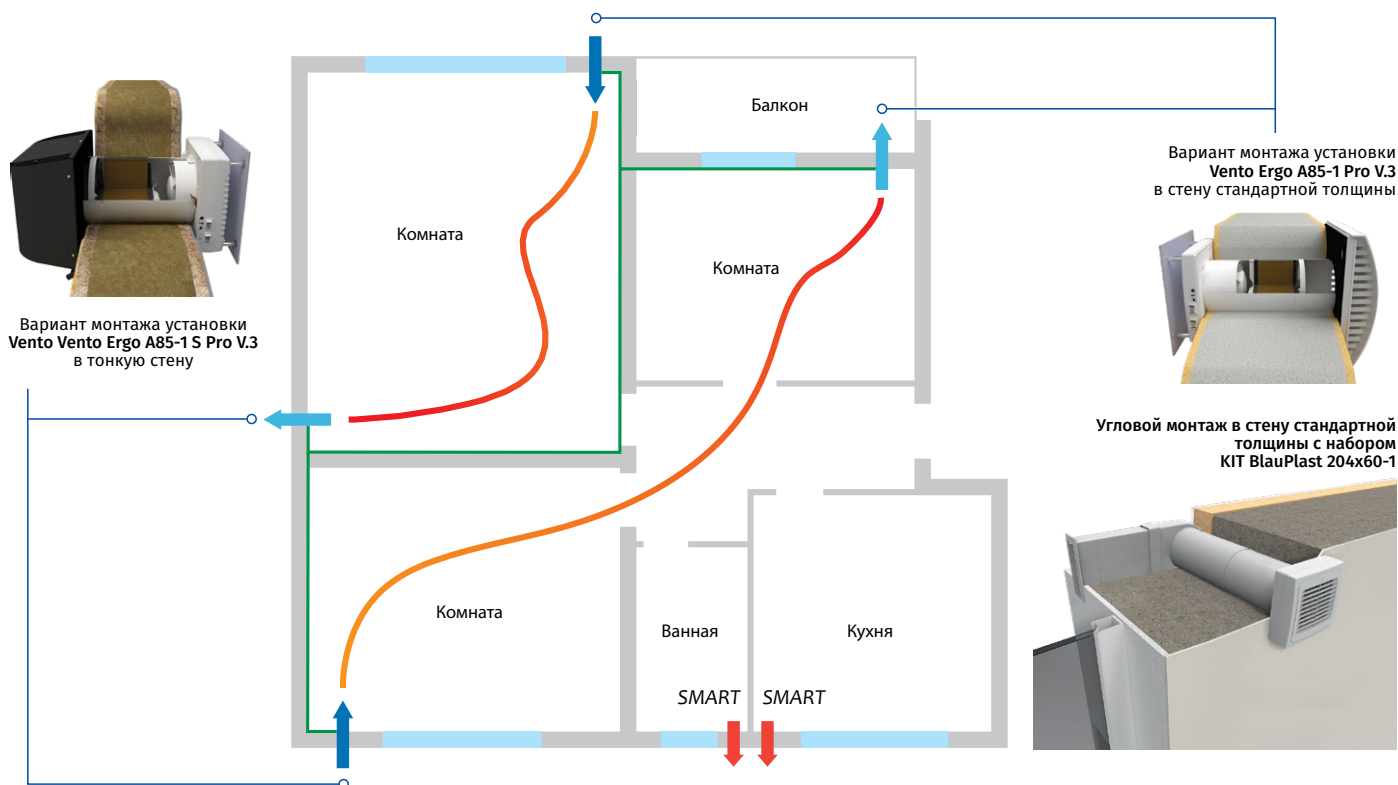 Балкон
Вариант монтажа установки
Vento Ergo A85-1 Pro V.3
в стену стандартной толщины
Комната
Комната
Вариант монтажа установки
Vento Vento Ergo A85-1 S Pro V.3
в тонкую стену
Угловой монтаж в стену стандартной
толщины с набором
KIT BlauPlast 204x60-1
Комната
Ванная
Кухня
SMART
SMART